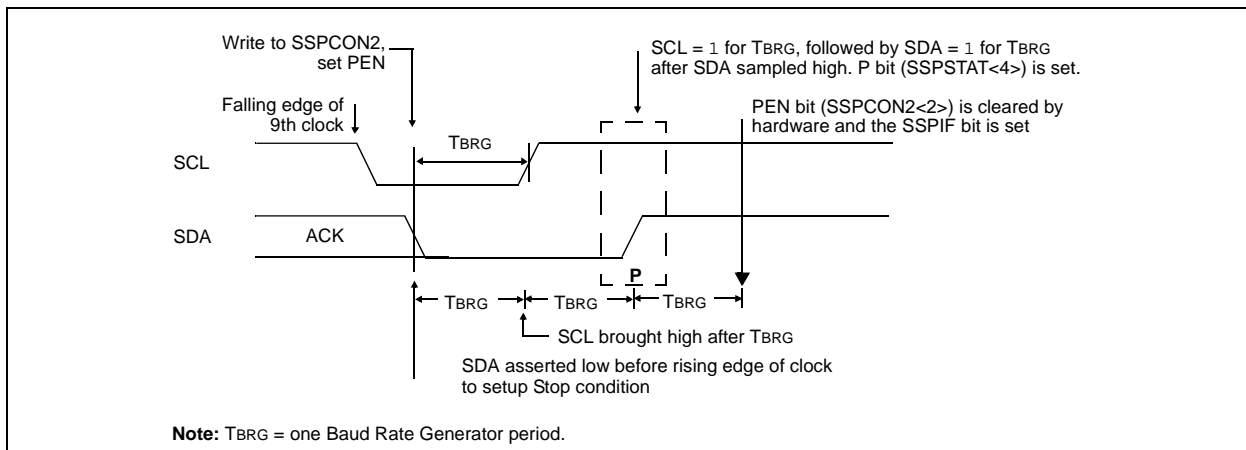 Write to SSPCON2,
set PEN
SCL = 1 for TBRG, followed by SDA = 1 for TBRG
after SDA sampled high. P bit (SSPSTAT<4>) is set.
Falling edge of
9th clock
PEN bit (SSPCON2<2>) is cleared by
hardware and the SSPIF bit is set
TBRG
SCL
SDA
ACK
P
TBRG
TBRG
TBRG
SCL brought high after TBRG
SDA asserted low before rising edge of clock
to setup Stop condition
Note: TBRG = one Baud Rate Generator period.